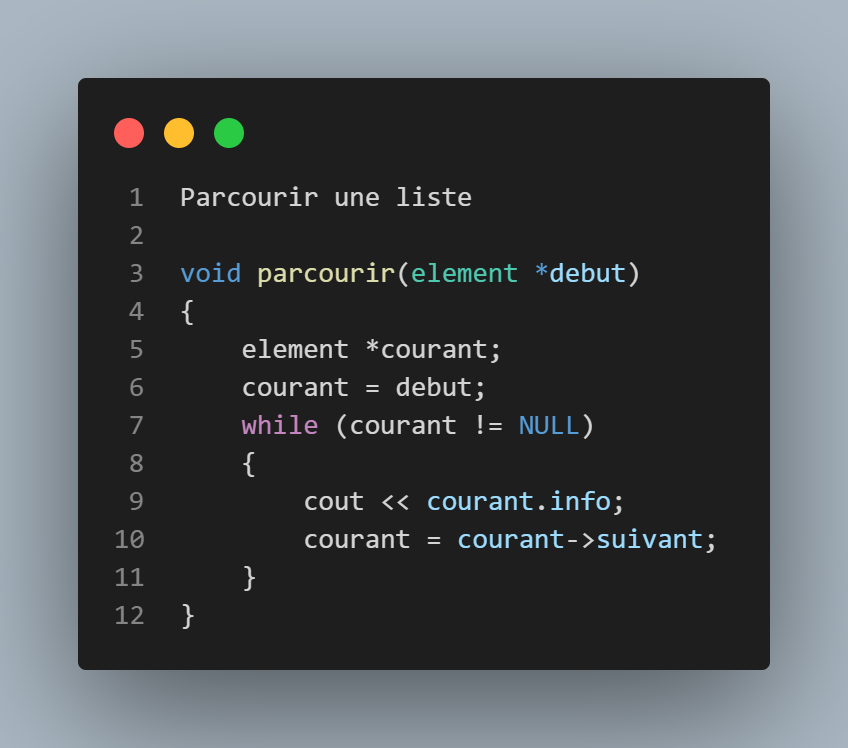 1 Parcourir une liste
2
3 void parcourir(element *debut)
4 {
5     element *courant;
6     courant = debut;
7     while (courant != NULL)
8     {
9         cout << courant.info;
10         courant = courant->suivant;
11     }
12 }